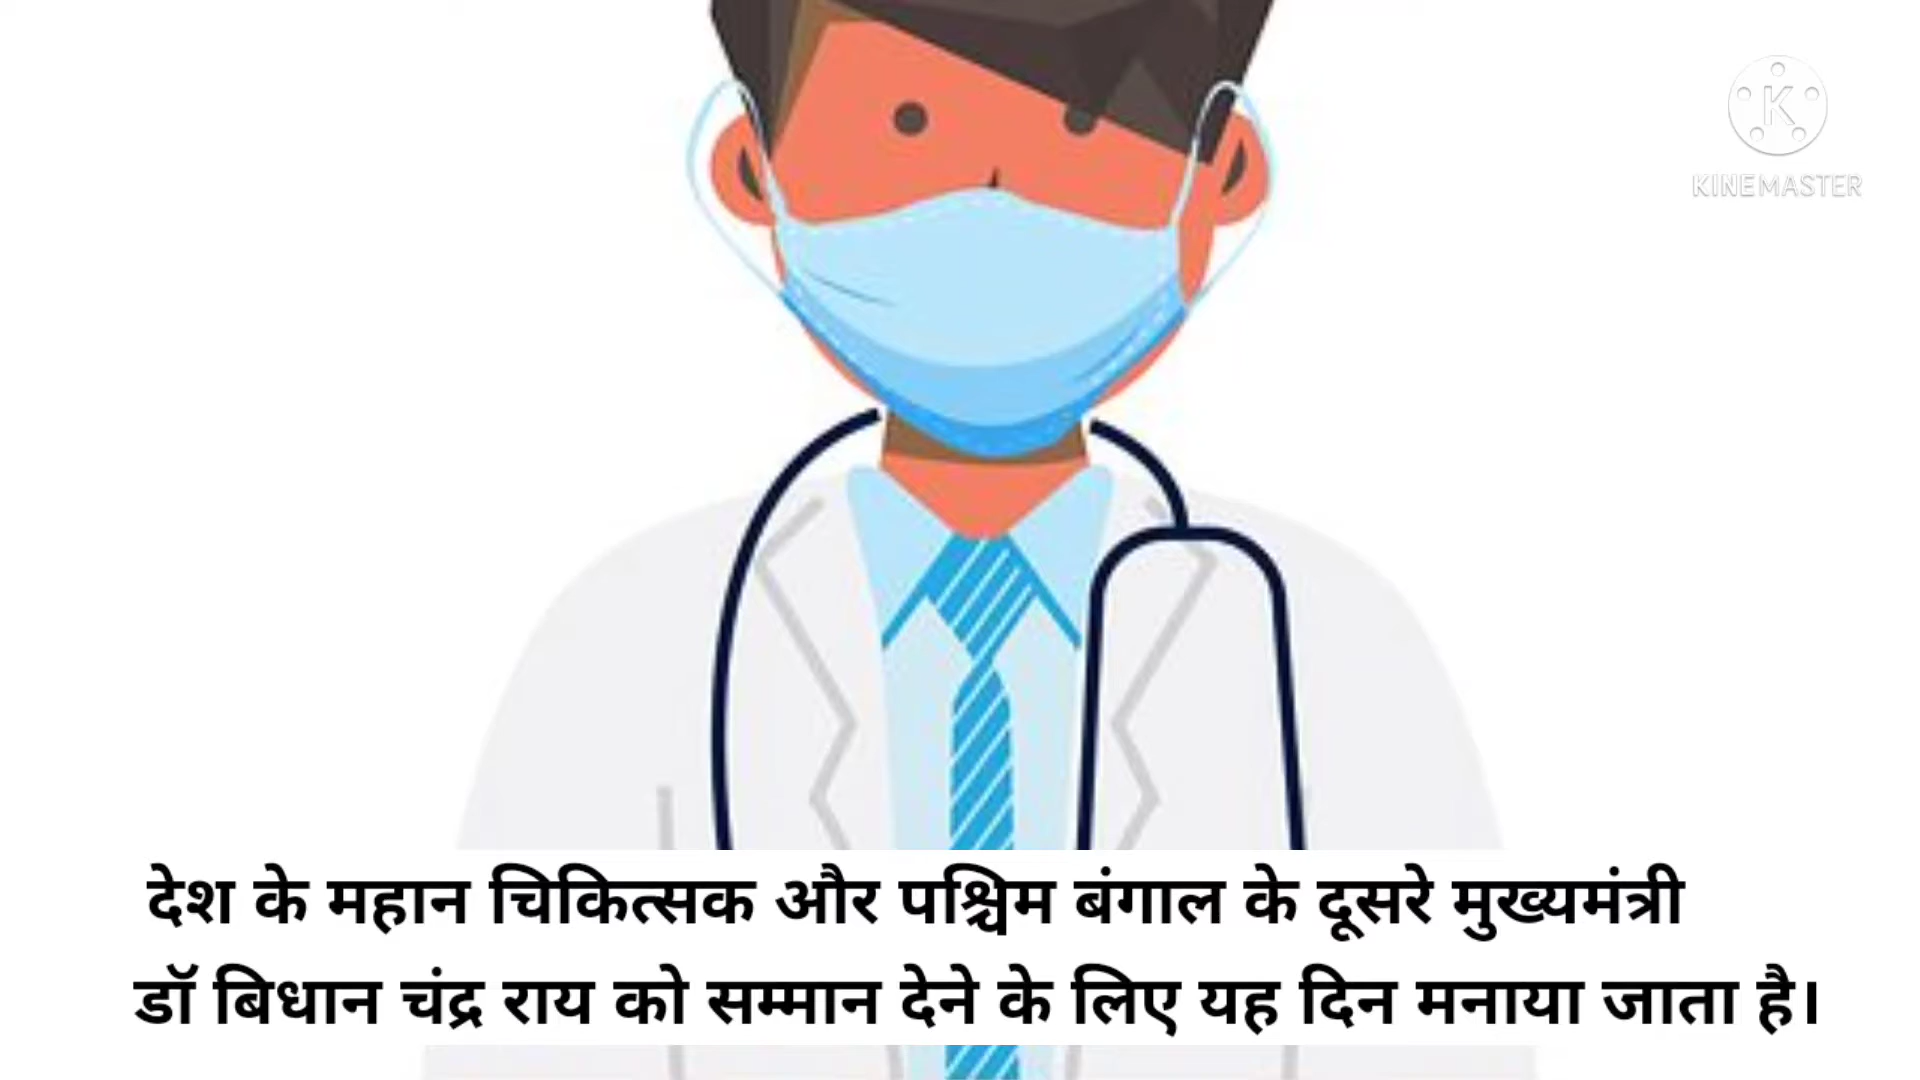 K
KINEMASTER
देश के महान चिकित्सक और पश्चिम बंगाल के दूसरे मुख्यमंत्री
डॉ बिधान चंद्र राय को सम्मान देने के लिए यह दिन मनाया जाता है।